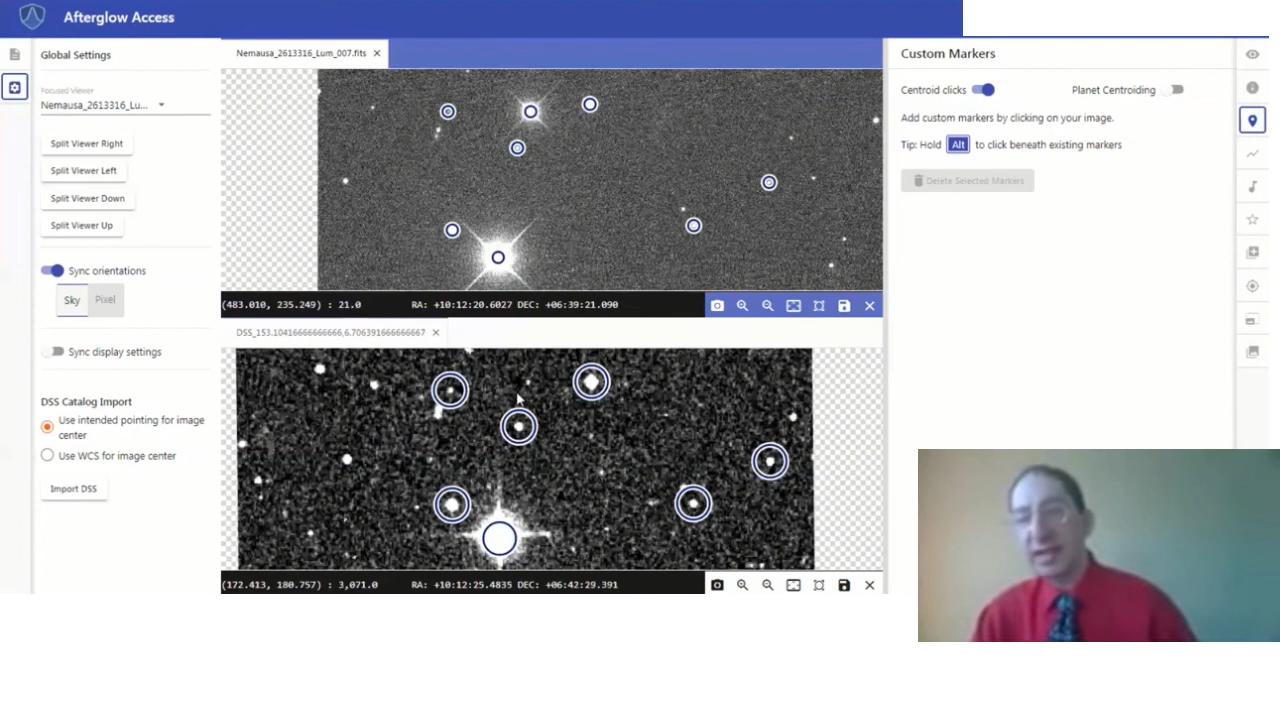 Afterglow Access
Global Settings
Focused Viewer
Nemausa_2613316_Lu...
Split Viewer Right
Split Viewer Left
Split Viewer Down
Split Viewer Up
Sync orientations
Sky Pixel
Sync display settings
DSS Catalog Import
Use intended pointing for image
center
Use WCS for image center
Import DSS
Nemausa_2613316_Lum_007.fits
(483.010, 235.249) : 21.0 RA: +10:12:20.6027 DEC: +06:39:21.090
DSS_153.10416666666666,6.706391666666667
(172.413, 180.757) : 3,071.0 RA: +10:12:25.4835 DEC: +06:42:29.391
Custom Markers
Centroid clicks Planet Centroiding
Add custom markers by clicking on your image.
Tip: Hold Alt to click beneath existing markers
Delete Selected Markers